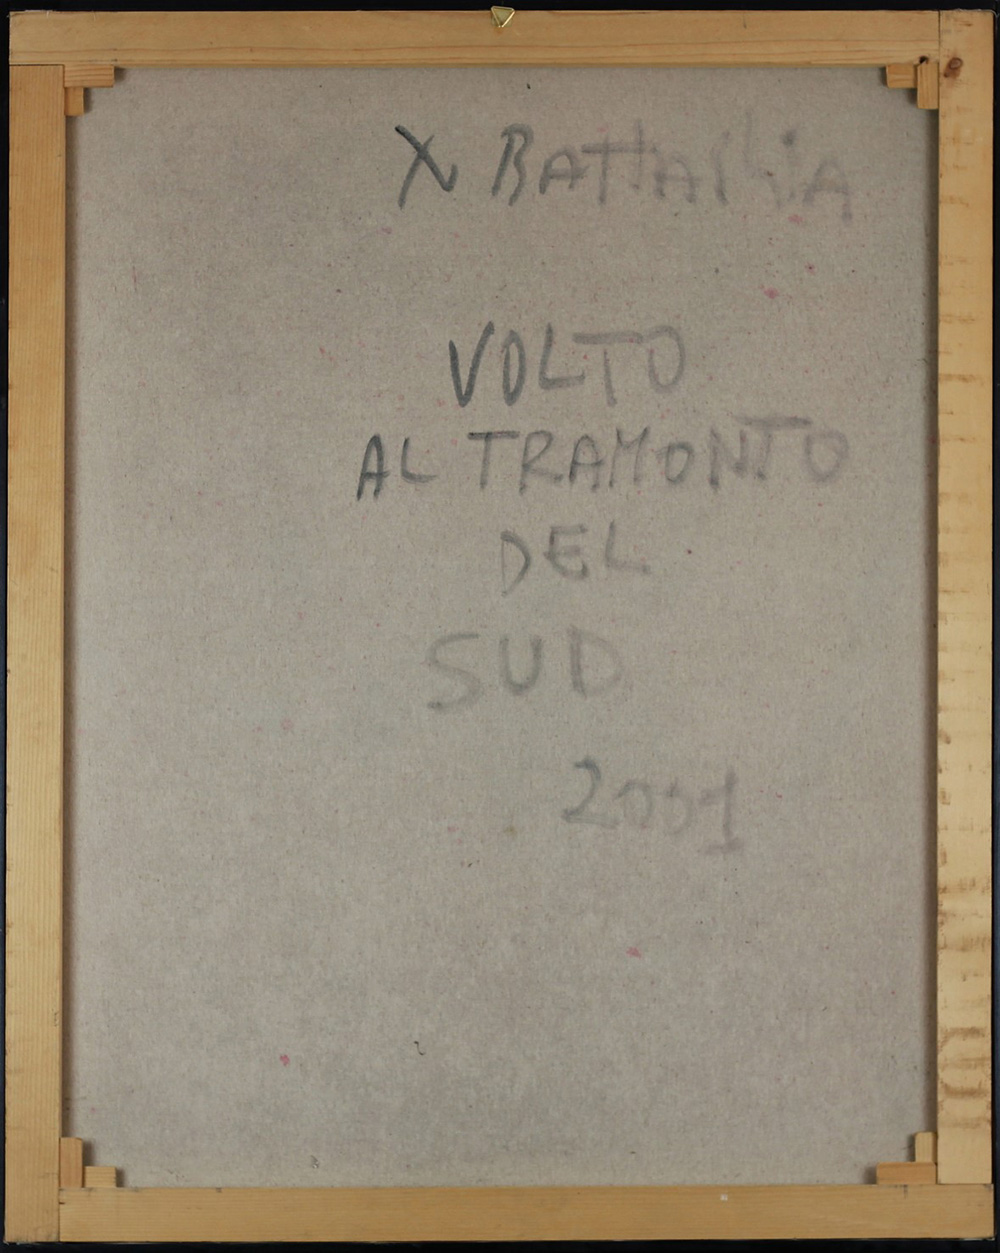 X BATTAGLIA
VOLTO
AL TRAMONTO
DEL
SUD
2001